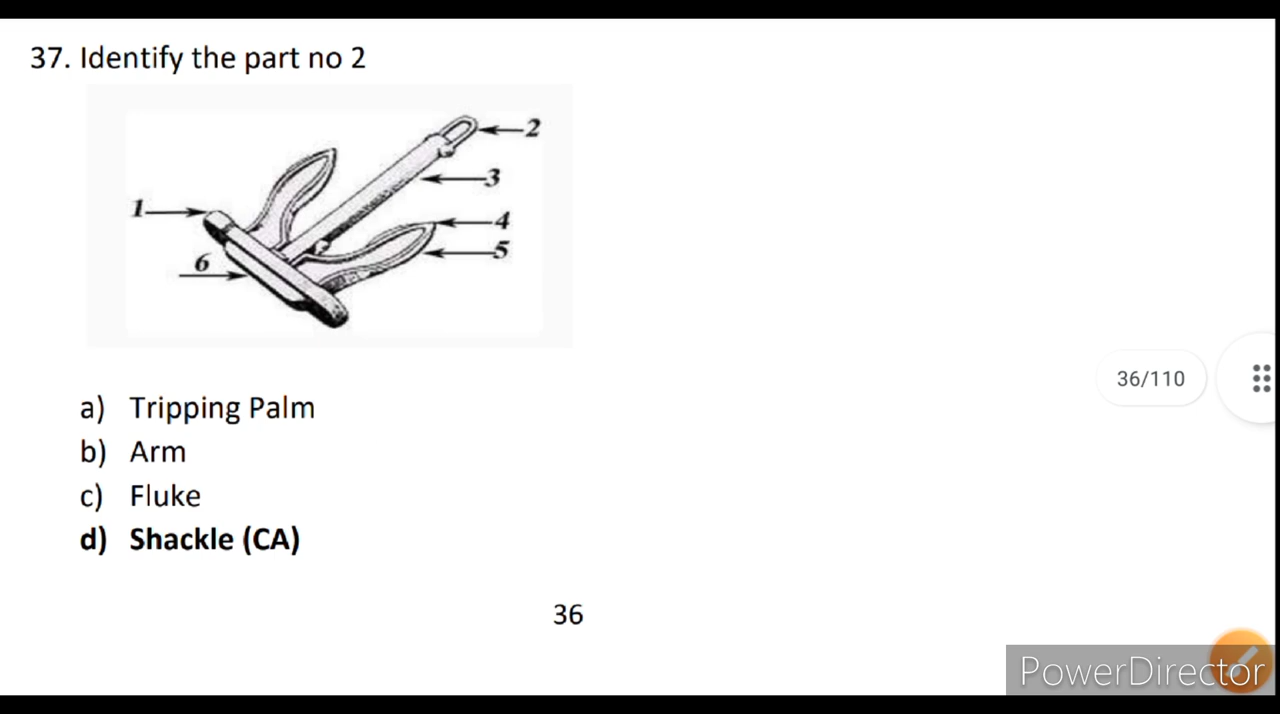 37. Identify the part no 2
2
3
1
4
5
6
a) Tripping Palm
b) Arm
c) Fluke
36/110
d) Shackle (CA)
36
PowerDirector